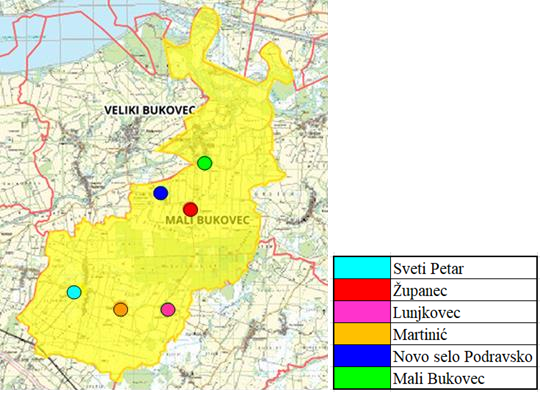 VELIKI BUKOVEC
MALI BUKOVEC
Sveti Petar
Županec
Lunjkovec
Martinić
Novo selo Podravsko
Mali Bukovec